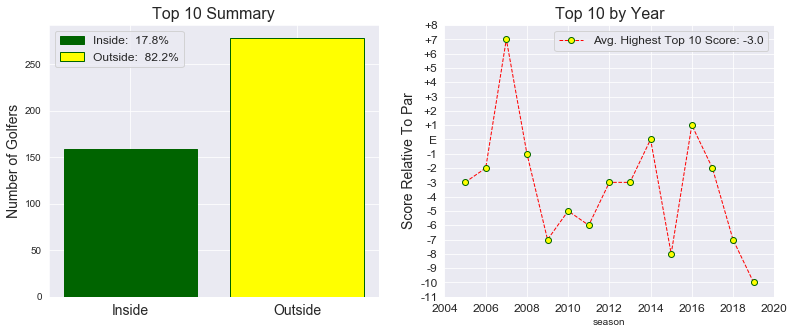 Top 10 Summary
Inside: 17.8%
Outside: 82.2%
Number of Golfers
250
200
150
100
50
0
Inside Outside
Top 10 by Year
Avg. Highest Top 10 Score: -3.0
Score Relative To Par
+8
+7
+6
+5
+4
+3
+2
+1
E
-1
-2
-3
-4
-5
-6
-7
-8
-9
-10
-11
2004 2006 2008 2010 2012 2014 2016 2018 2020
season